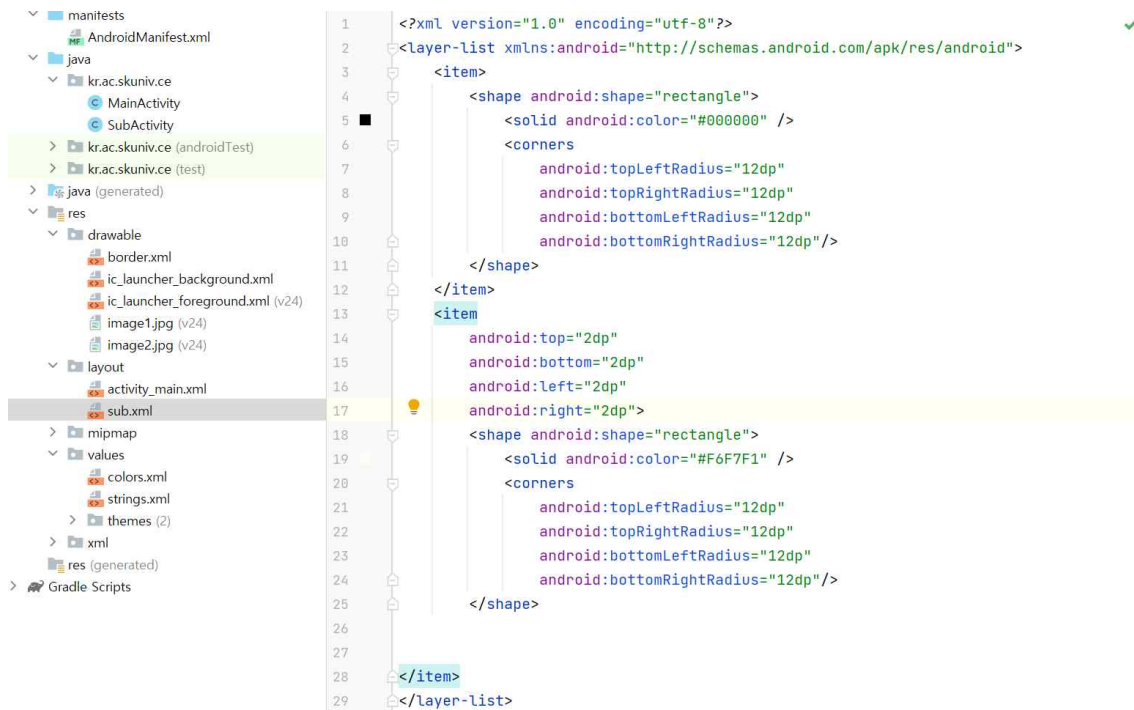 manifests
AndroidManifest.xml
java
kr.ac.skuniv.ce
MainActivity
SubActivity
kr.ac.skuniv.ce (androidTest)
kr.ac.skuniv.ce (test)
java (generated)
res
drawable
border.xml
ic_launcher_background.xml
ic_launcher_foreground.xml (v24)
image1.jpg (v24)
image2.jpg (v24)
layout
activity_main.xml
sub.xml
mipmap
values
colors.xml
strings.xml
themes (2)
xml
res (generated)
Gradle Scripts
1 <?xml version="1.0" encoding="utf-8"?>
2 <layer-list xmlns:android="http://schemas.android.com/apk/res/android">
3 <item>
4 <shape android:shape="rectangle">
5 <solid android:color="#000000" />
6 <corners
7 android:topLeftRadius="12dp"
8 android:topRightRadius="12dp"
9 android:bottomLeftRadius="12dp"
10 android:bottomRightRadius="12dp"/>
11 </shape>
12 </item>
13 <item
14 android:top="2dp"
15 android:bottom="2dp"
16 android:left="2dp"
17 android:right="2dp">
18 <shape android:shape="rectangle">
19 <solid android:color="#F6F7F1" />
20 <corners
21 android:topLeftRadius="12dp"
22 android:topRightRadius="12dp"
23 android:bottomLeftRadius="12dp"
24 android:bottomRightRadius="12dp"/>
25 </shape>
26
27
28 </item>
29 </layer-list>